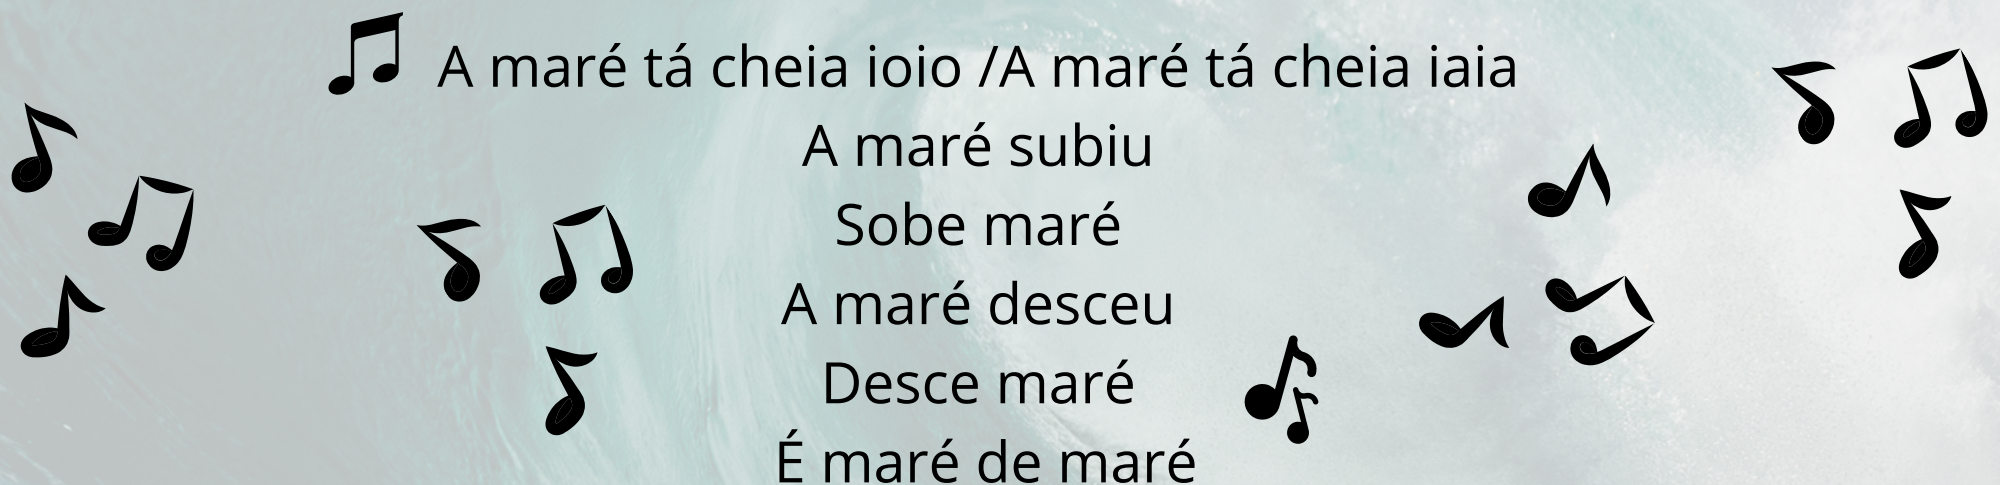 A maré tá cheia ioio /A maré tá cheia iaia
A maré subiu
Sobe maré
A maré desceu
Desce maré
É maré de maré